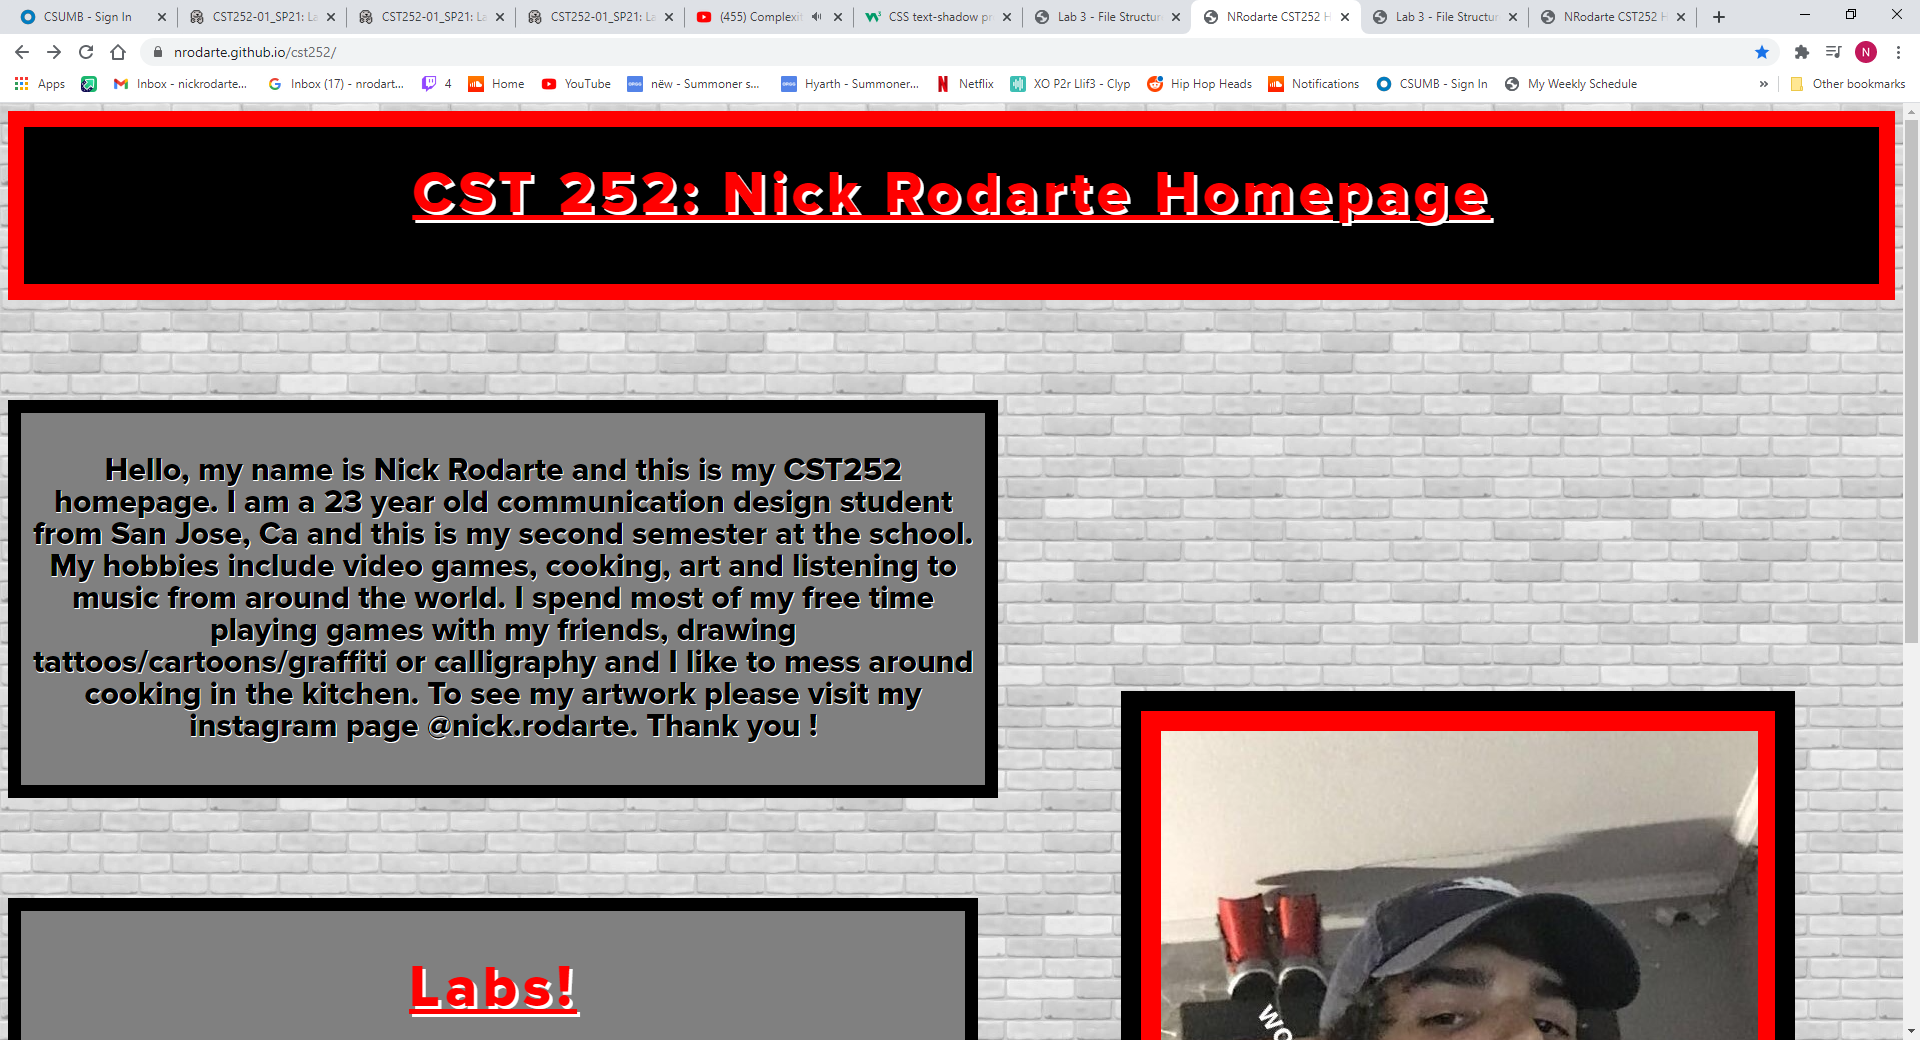 CSUMB - Sign In
CST252-01_SP21: La
CST252-01_SP21: La
CST252-01_SP21: La
(455) Complexit
CSS text-shadow pr
Lab 3 - File Structur
NRodarte CST252 H
Lab 3 - File Structur
NRodarte CST252 H
nrodarte.github.io/cst252/
N
Apps
Inbox - nickrodarte...
Inbox (17) - nrodart...
4
Home
YouTube
nëw - Summoner s...
Hyarth - Summoner...
Netflix
XO P2r Llif3 - Clyp
Hip Hop Heads
Notifications
CSUMB - Sign In
My Weekly Schedule
»
Other bookmarks
CST 252: Nick Rodarte Homepage
Hello, my name is Nick Rodarte and this is my CST252
homepage. I am a 23 year old communication design student
from San Jose, Ca and this is my second semester at the school.
My hobbies include video games, cooking, art and listening to
music from around the world. I spend most of my free time
playing games with my friends, drawing
tattoos/cartoons/graffiti or calligraphy and I like to mess around
cooking in the kitchen. To see my artwork please visit my
instagram page @nick.rodarte. Thank you !
Labs!